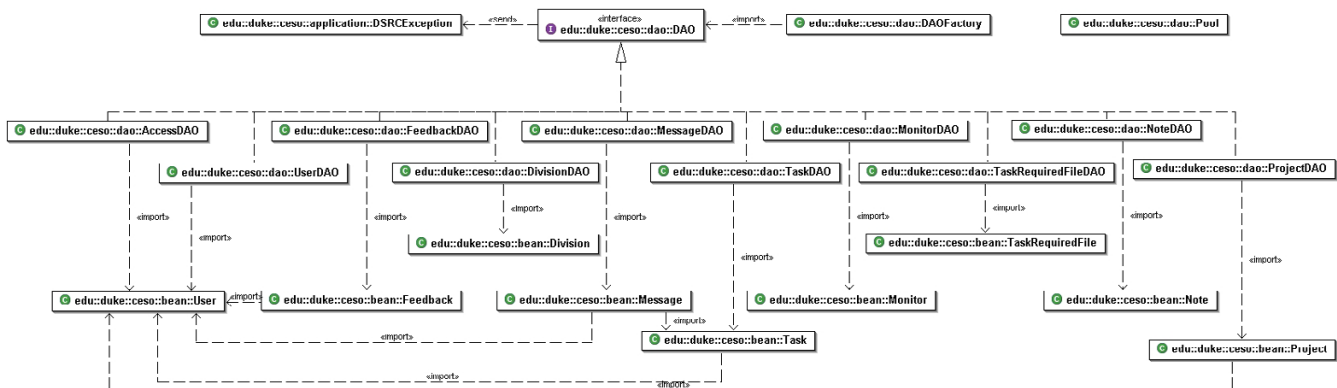 «interface»
edu::duke::ceso::application::DSRCException
«send»
edu::duke::ceso::dao::DAO
«import»
edu::duke::ceso::dao::DAOFactory
edu::duke::ceso::dao::Pool
edu::duke::ceso::dao::AccessDAO
edu::duke::ceso::dao::FeedbackDAO
edu::duke::ceso::dao::MessageDAO
edu::duke::ceso::dao::MonitorDAO
edu::duke::ceso::dao::NoteDAO
edu::duke::ceso::dao::UserDAO
edu::duke::ceso::dao::DivisionDAO
edu::duke::ceso::dao::TaskDAO
edu::duke::ceso::dao::TaskRequiredFileDAO
edu::duke::ceso::dao::ProjectDAO
«import»
«import»
«import»
«import»
«import»
«import»
«import»
«import»
«import»
«import»
edu::duke::ceso::bean::Division
edu::duke::ceso::bean::TaskRequiredFile
edu::duke::ceso::bean::User
«import»
edu::duke::ceso::bean::Feedback
edu::duke::ceso::bean::Message
edu::duke::ceso::bean::Monitor
edu::duke::ceso::bean::Note
«import»
«import»
edu::duke::ceso::bean::Task
edu::duke::ceso::bean::Project
«import»
«import»